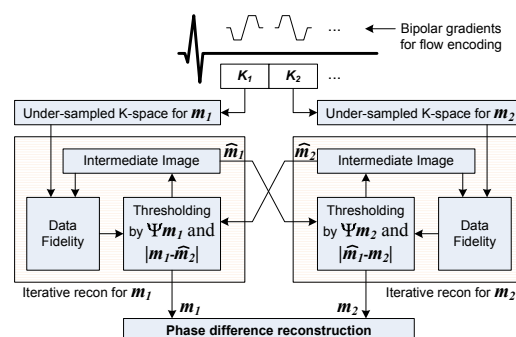 Bipolar gradients
for flow encoding
...
K1 K2 ...
Under-sampled K-space for m1
Under-sampled K-space for m2
Intermediate Image
m̂1
m̂2
Intermediate Image
Data
Fidelity
Thresholding
by Ψm1 and
|m1-m̂2|
Thresholding
by Ψm2 and
|m̂1-m2|
Data
Fidelity
Iterative recon for m1
m1
m2
Iterative recon for m2
Phase difference reconstruction